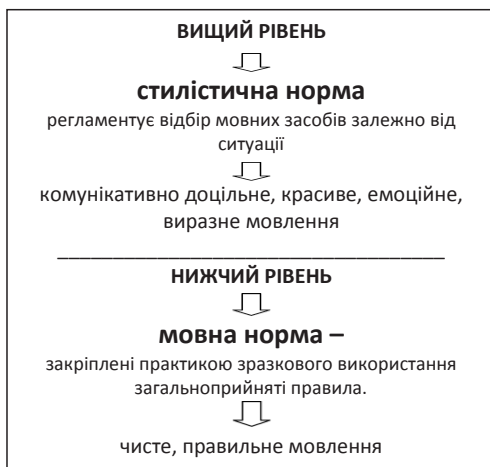 ВИЩИЙ РІВЕНЬ
стилістична норма
регламентує відбір мовних засобів залежно від
ситуації
комунікативно доцільне, красиве, емоційне,
виразне мовлення
НИЖЧИЙ РІВЕНЬ
мовна норма –
закріплені практикою зразкового використання
загальноприйняті правила.
чисте, правильне мовлення